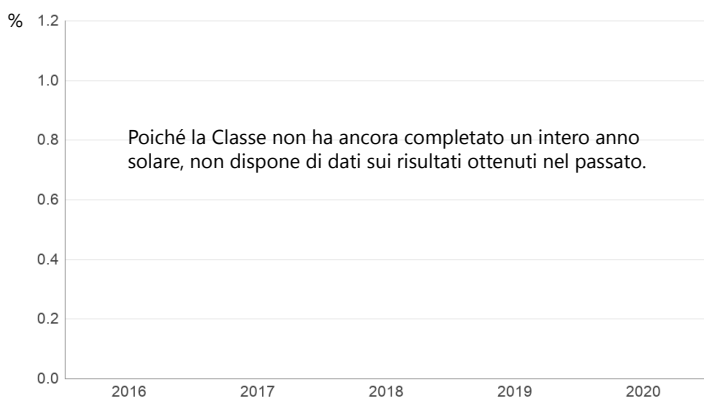 %
1.2
1.0
0.8
0.6
0.4
0.2
0.0
Poiché la Classe non ha ancora completato un intero anno
solare, non dispone di dati sui risultati ottenuti nel passato.
2016 2017 2018 2019 2020